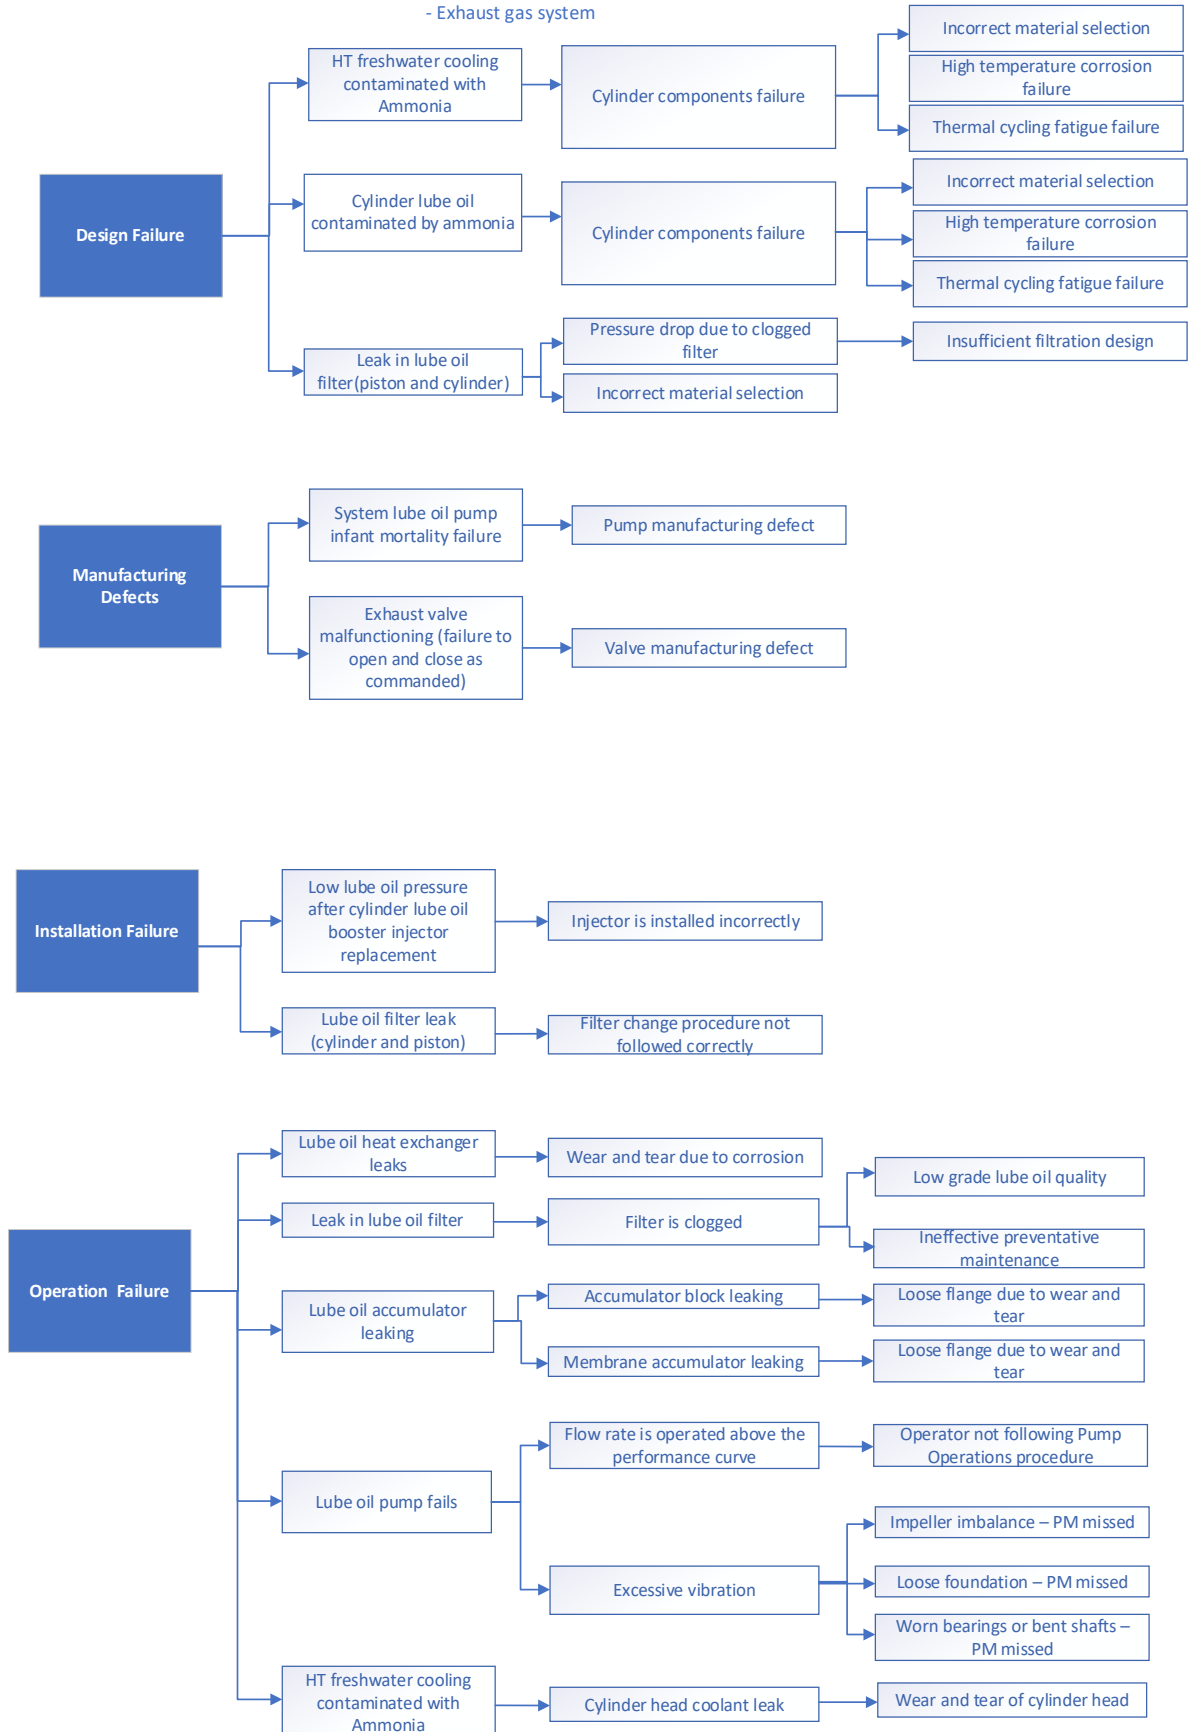 - Exhaust gas system
Design Failure
HT freshwater cooling
contaminated with
Ammonia
Cylinder components failure
Incorrect material selection
High temperature corrosion
failure
Thermal cycling fatigue failure
Cylinder lube oil
contaminated by ammonia
Cylinder components failure
Incorrect material selection
High temperature corrosion
failure
Thermal cycling fatigue failure
Leak in lube oil
filter(piston and cylinder)
Pressure drop due to clogged
filter
Insufficient filtration design
Incorrect material selection
Manufacturing
Defects
System lube oil pump
infant mortality failure
Pump manufacturing defect
Exhaust valve
malfunctioning (failure to
open and close as
commanded)
Valve manufacturing defect
Installation Failure
Low lube oil pressure
after cylinder lube oil
booster injector
replacement
Injector is installed incorrectly
Lube oil filter leak
(cylinder and piston)
Filter change procedure not
followed correctly
Operation  Failure
Lube oil heat exchanger
leaks
Wear and tear due to corrosion
Leak in lube oil filter
Filter is clogged
Low grade lube oil quality
Ineffective preventative
maintenance
Lube oil accumulator
leaking
Accumulator block leaking
Loose flange due to wear and
tear
Membrane accumulator leaking
Loose flange due to wear and
tear
Lube oil pump fails
Flow rate is operated above the
performance curve
Operator not following Pump
Operations procedure
Excessive vibration
Impeller imbalance – PM missed
Loose foundation – PM missed
Worn bearings or bent shafts –
PM missed
HT freshwater cooling
contaminated with
Ammonia
Cylinder head coolant leak
Wear and tear of cylinder head